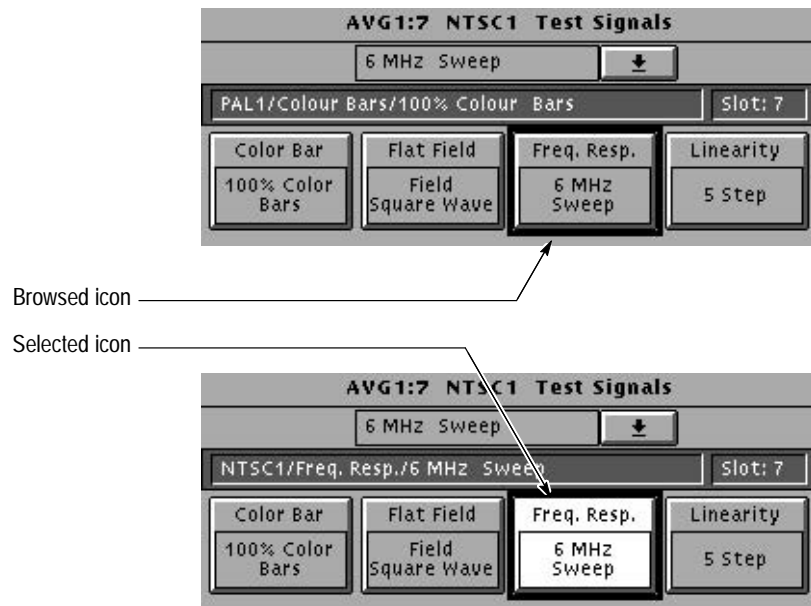 AVG1:7 NTSC1 Test Signals
6 MHz Sweep
PAL1/Colour Bars/100% Colour Bars
Slot: 7
Color Bar
100% Color
Bars
Flat Field
Field
Square Wave
Freq. Resp.
6 MHz
Sweep
Linearity
5 Step
Browsed icon
Selected icon
AVG1:7 NTSC1 Test Signals
6 MHz Sweep
NTSC1/Freq. Resp./6 MHz Sweep
Slot: 7
Color Bar
100% Color
Bars
Flat Field
Field
Square Wave
Freq. Resp.
6 MHz
Sweep
Linearity
5 Step